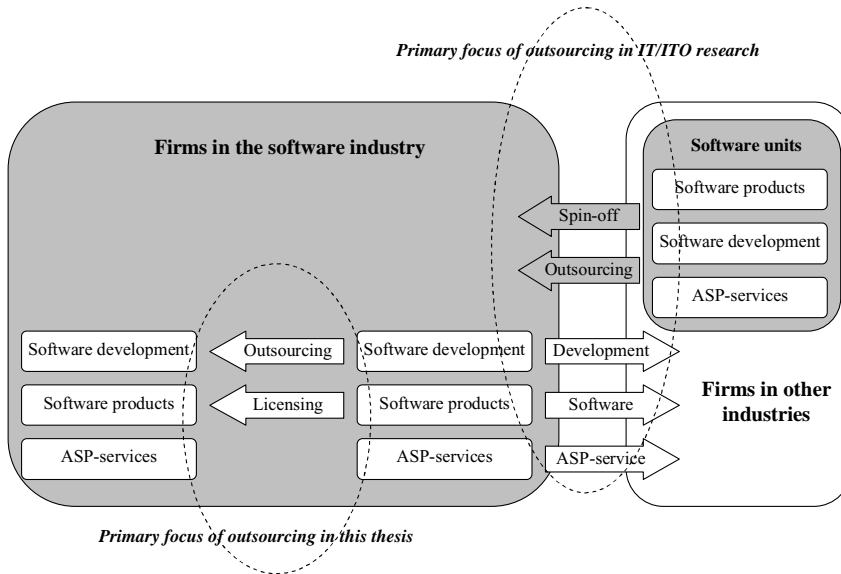 Primary focus of outsourcing in IT/ITO research
Firms in the software industry
Software units
Software products
Spin-off
Software development
Outsourcing
ASP-services
Software development
Outsourcing
Software development
Development
Software products
Licensing
Software products
Software
Firms in other
industries
ASP-services
ASP-services
ASP-service
Primary focus of outsourcing in this thesis